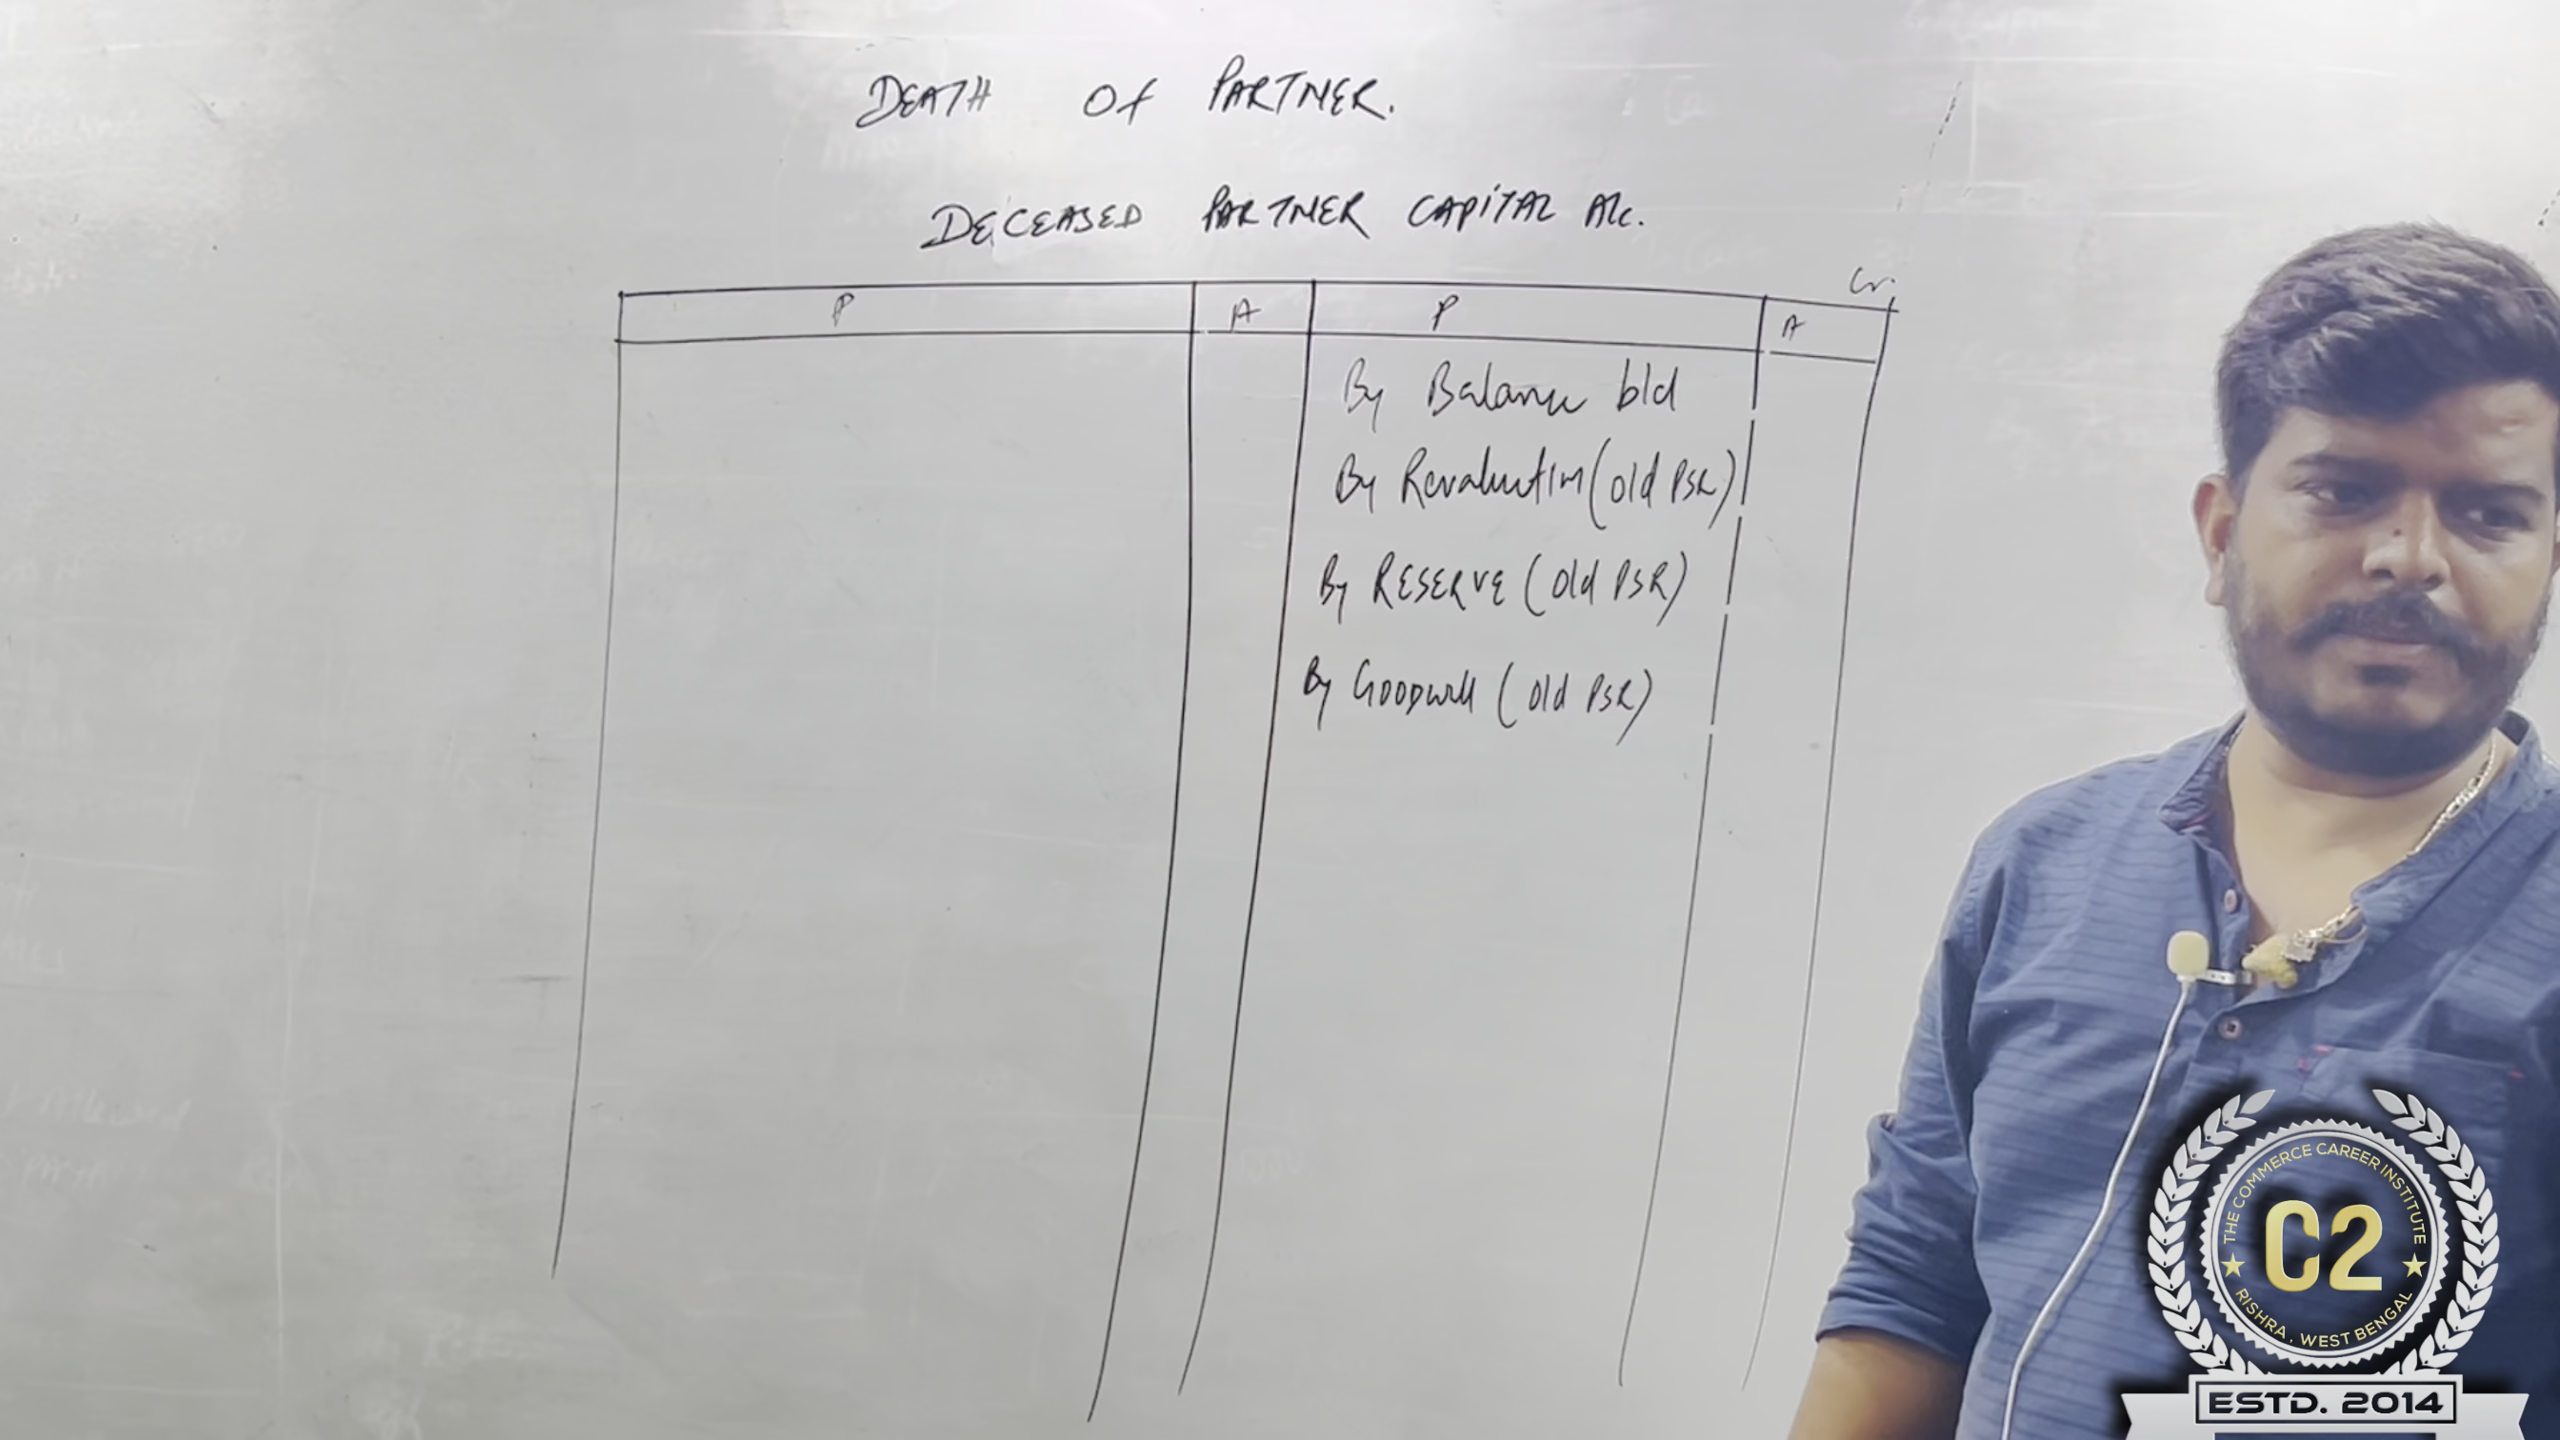 DEATH OF PARTNER.
DECEASED PARTNER CAPITAL A/c.
Cr.
P A P A
By Balance b/d
By Revaluation (old PSR)
By RESERVE (old PSR)
By Goodwill (old PSR)
THE COMMERCE CAREER INSTITUTE
C2
RISHRA, WEST BENGAL
ESTD. 2014